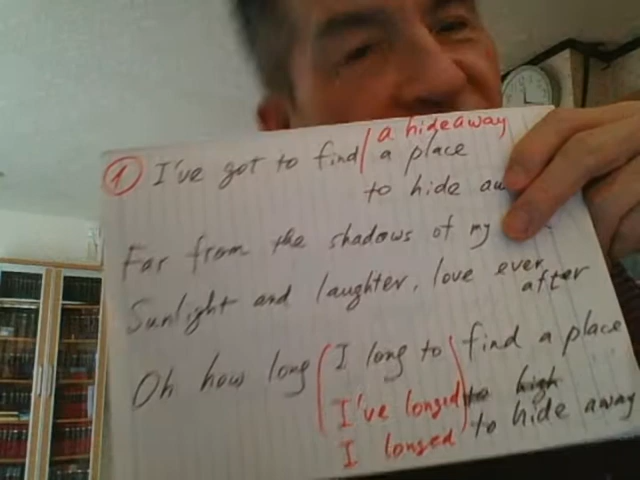 a hideaway
① I've got to find a place
to hide aw
Far from the shadows of my
Sunlight and laughter, love ever
after
Oh how long I long to find a place
I've longed to high
I longed to hide away